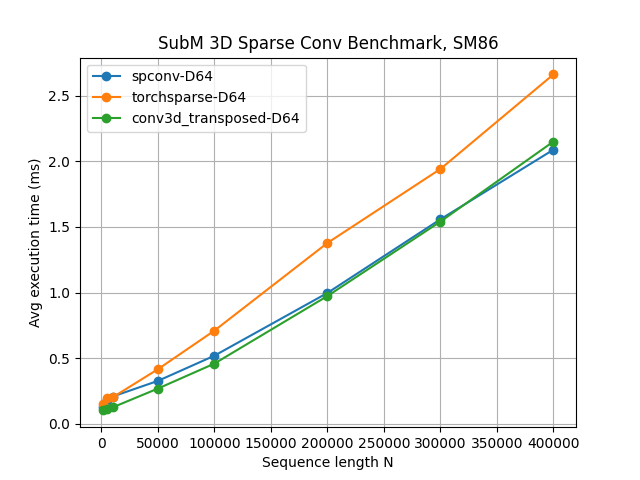 SubM 3D Sparse Conv Benchmark, SM86
spconv-D64
torchsparse-D64
conv3d_transposed-D64
Avg execution time (ms)
2.5
2.0
1.5
1.0
0.5
0.0
0 50000 100000 150000 200000 250000 300000 350000 400000
Sequence length N